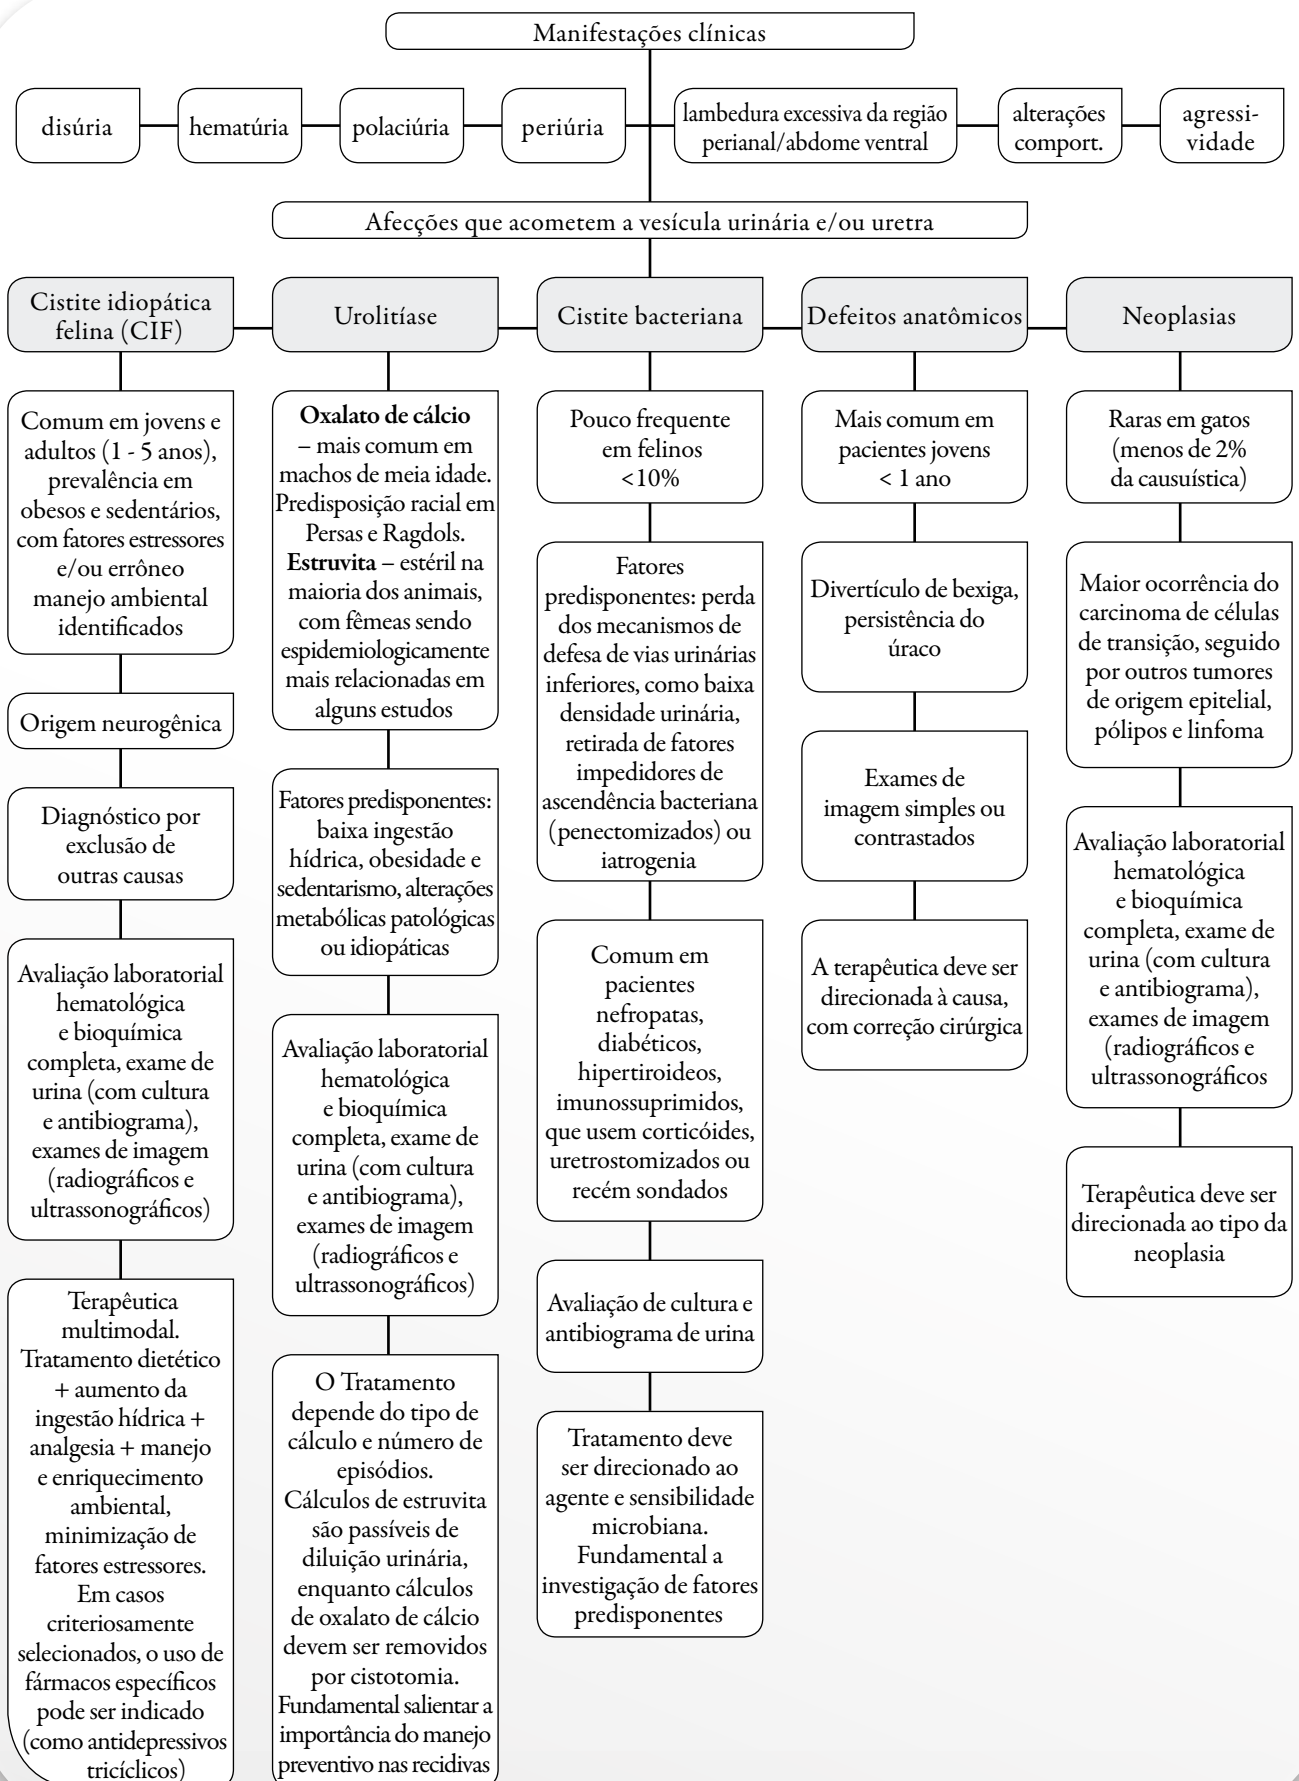 Manifestações clínicas
disúria
hematúria
polaciúria
periúria
lambedura excessiva da região
perianal/abdome ventral
alterações
comport.
agressi-
vidade
Afecções que acometem a vesícula urinária e/ou uretra
Cistite idiopática
felina (CIF)
Comum em jovens e
adultos (1 - 5 anos),
prevalência em
obesos e sedentários,
com fatores estressores
e/ou errôneo
manejo ambiental
identificados
Origem neurogênica
Diagnóstico por
exclusão de
outras causas
Avaliação laboratorial
hematológica
e bioquímica
completa, exame de
urina (com cultura
e antibiograma),
exames de imagem
(radiográficos e
ultrassonográficos)
Terapêutica
multimodal.
Tratamento dietético
+ aumento da
ingestão hídrica +
analgesia + manejo
e enriquecimento
ambiental,
minimização de
fatores estressores.
Em casos
criteriosamente
selecionados, o uso de
fármacos específicos
pode ser indicado
(como antidepressivos
tricíclicos)
Urolitíase
Oxalato de cálcio
– mais comum em
machos de meia idade.
Predisposição racial em
Persas e Ragdols.
Estruvita – estéril na
maioria dos animais,
com fêmeas sendo
espidemiologicamente
mais relacionadas em
alguns estudos
Fatores predisponentes:
baixa ingestão
hídrica, obesidade e
sedentarismo, alterações
metabólicas patológicas
ou idiopáticas
Avaliação laboratorial
hematológica
e bioquímica
completa, exame de
urina (com cultura
e antibiograma),
exames de imagem
(radiográficos e
ultrassonográficos)
O Tratamento
depende do tipo de
cálculo e número de
episódios.
Cálculos de estruvita
são passíveis de
diluição urinária,
enquanto cálculos
de oxalato de cálcio
devem ser removidos
por cistotomia.
Fundamental salientar a
importância do manejo
preventivo nas recidivas
Cistite bacteriana
Pouco frequente
em felinos
<10%
Fatores
predisponentes: perda
dos mecanismos de
defesa de vias urinárias
inferiores, como baixa
densidade urinária,
retirada de fatores
impedidores de
ascendência bacteriana
(penectomizados) ou
iatrogenia
Comum em
pacientes
nefropatas,
diabéticos,
hipertiroideos,
imunossuprimidos,
que usem corticóides,
uretrostomizados ou
recém sondados
Avaliação de cultura e
antibiograma de urina
Tratamento deve
ser direcionado ao
agente e sensibilidade
microbiana.
Fundamental a
investigação de fatores
predisponentes
Defeitos anatômicos
Mais comum em
pacientes jovens
< 1 ano
Divertículo de bexiga,
persistência do
úraco
Exames de
imagem simples ou
contrastados
A terapêutica deve ser
direcionada à causa,
com correção cirúrgica
Neoplasias
Raras em gatos
(menos de 2%
da causuística)
Maior ocorrência do
carcinoma de células
de transição, seguido
por outros tumores
de origem epitelial,
pólipos e linfoma
Avaliação laboratorial
hematológica
e bioquímica
completa, exame de
urina (com cultura
e antibiograma),
exames de imagem
(radiográficos e
ultrassonográficos
Terapêutica deve ser
direcionada ao tipo da
neoplasia